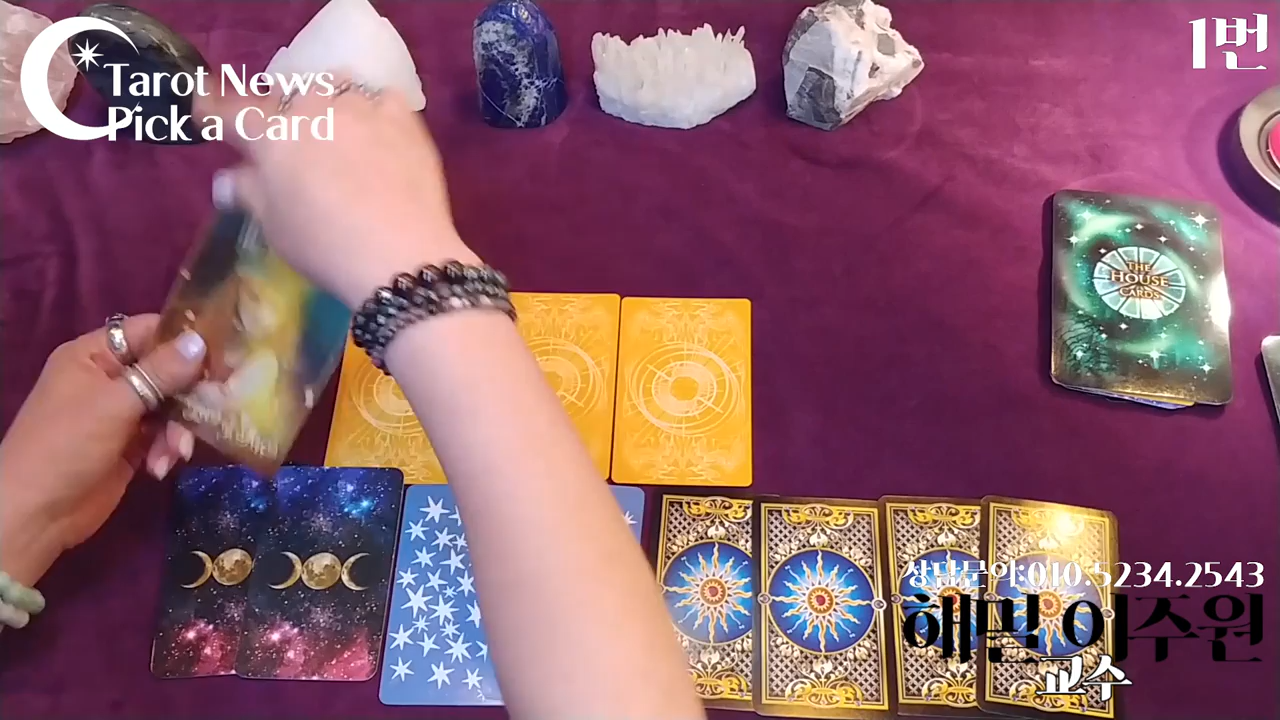 Tarot News
Pick a Card
1번
THE
HOUSE
CARDS
상담문의:010.5234.2543
해밀 이주원
교수